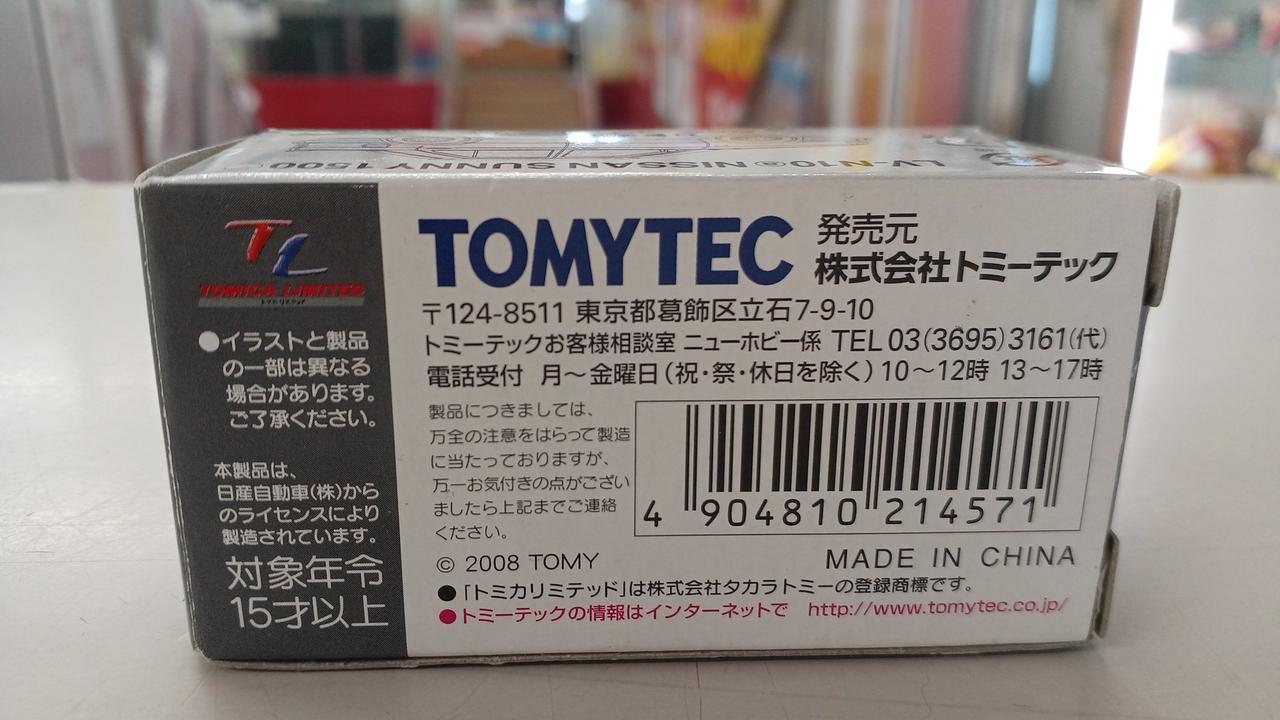 LV-N10ⓐ NISSAN SUNNY 1500
TL
TOMICA LIMITED
トミカリミテッド
●イラストと製品
の一部は異なる
場合があります。
ご了承ください。
本製品は、
日産自動車(株)から
のライセンスにより
製造されています。
対象年令
15才以上
TOMYTEC
発売元
株式会社トミーテック
〒124-8511 東京都葛飾区立石7-9-10
トミーテックお客様相談室 ニューホビー係 TEL 03(3695)3161(代)
電話受付 月〜金曜日(祝・祭・休日を除く)10〜12時 13〜17時
製品につきましては、
万全の注意をはらって製造
に当たっておりますが、
万一お気付きの点がござい
ましたら上記までご連絡
ください。
4 904810 214571
© 2008 TOMY
MADE IN CHINA
●「トミカリミテッド」は株式会社タカラトミーの登録商標です。
●トミーテックの情報はインターネットで http://www.tomytec.co.jp/